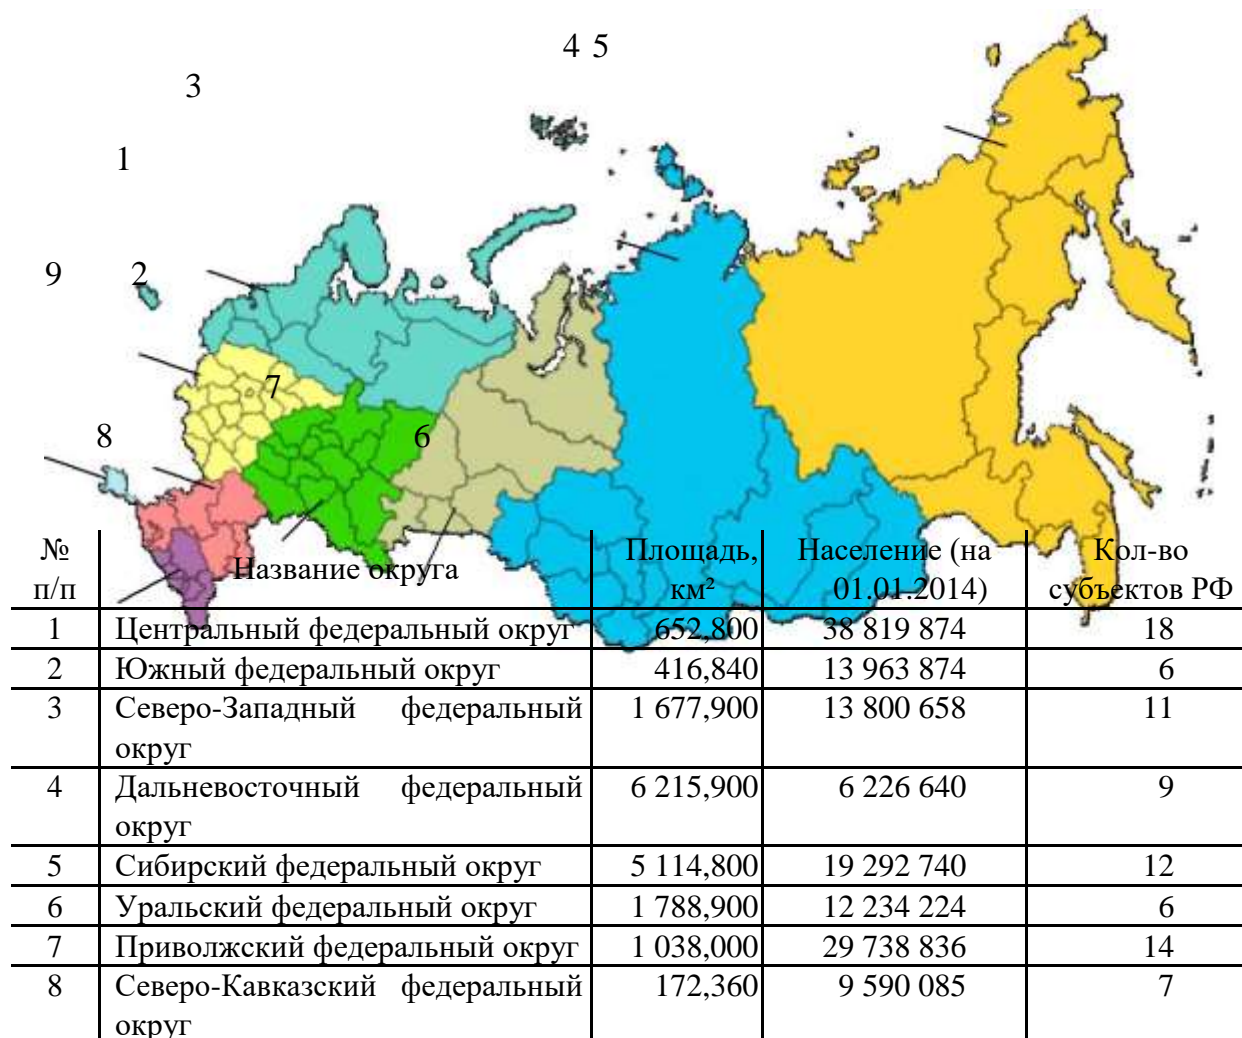 4 5
3
1
9 2
7
8 6
№ п/п Название округа Площадь, км² Население (на 01.01.2014) Кол-во субъектов РФ
1 Центральный федеральный округ 652,800 38 819 874 18
2 Южный федеральный округ 416,840 13 963 874 6
3 Северо-Западный федеральный округ 1 677,900 13 800 658 11
4 Дальневосточный федеральный округ 6 215,900 6 226 640 9
5 Сибирский федеральный округ 5 114,800 19 292 740 12
6 Уральский федеральный округ 1 788,900 12 234 224 6
7 Приволжский федеральный округ 1 038,000 29 738 836 14
8 Северо-Кавказский федеральный округ 172,360 9 590 085 7